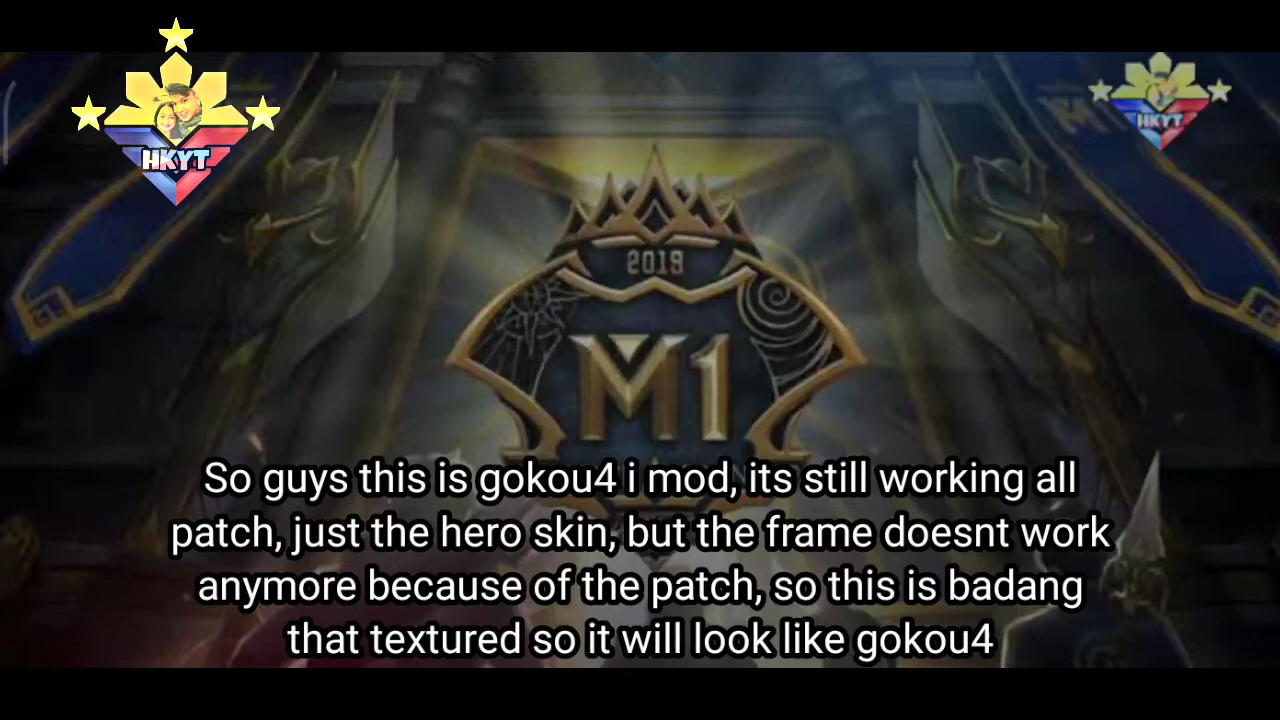 HKYT
HKYT
2019
M1
So guys this is gokou4 i mod, its still working all
patch, just the hero skin, but the frame doesnt work
anymore because of the patch, so this is badang
that textured so it will look like gokou4